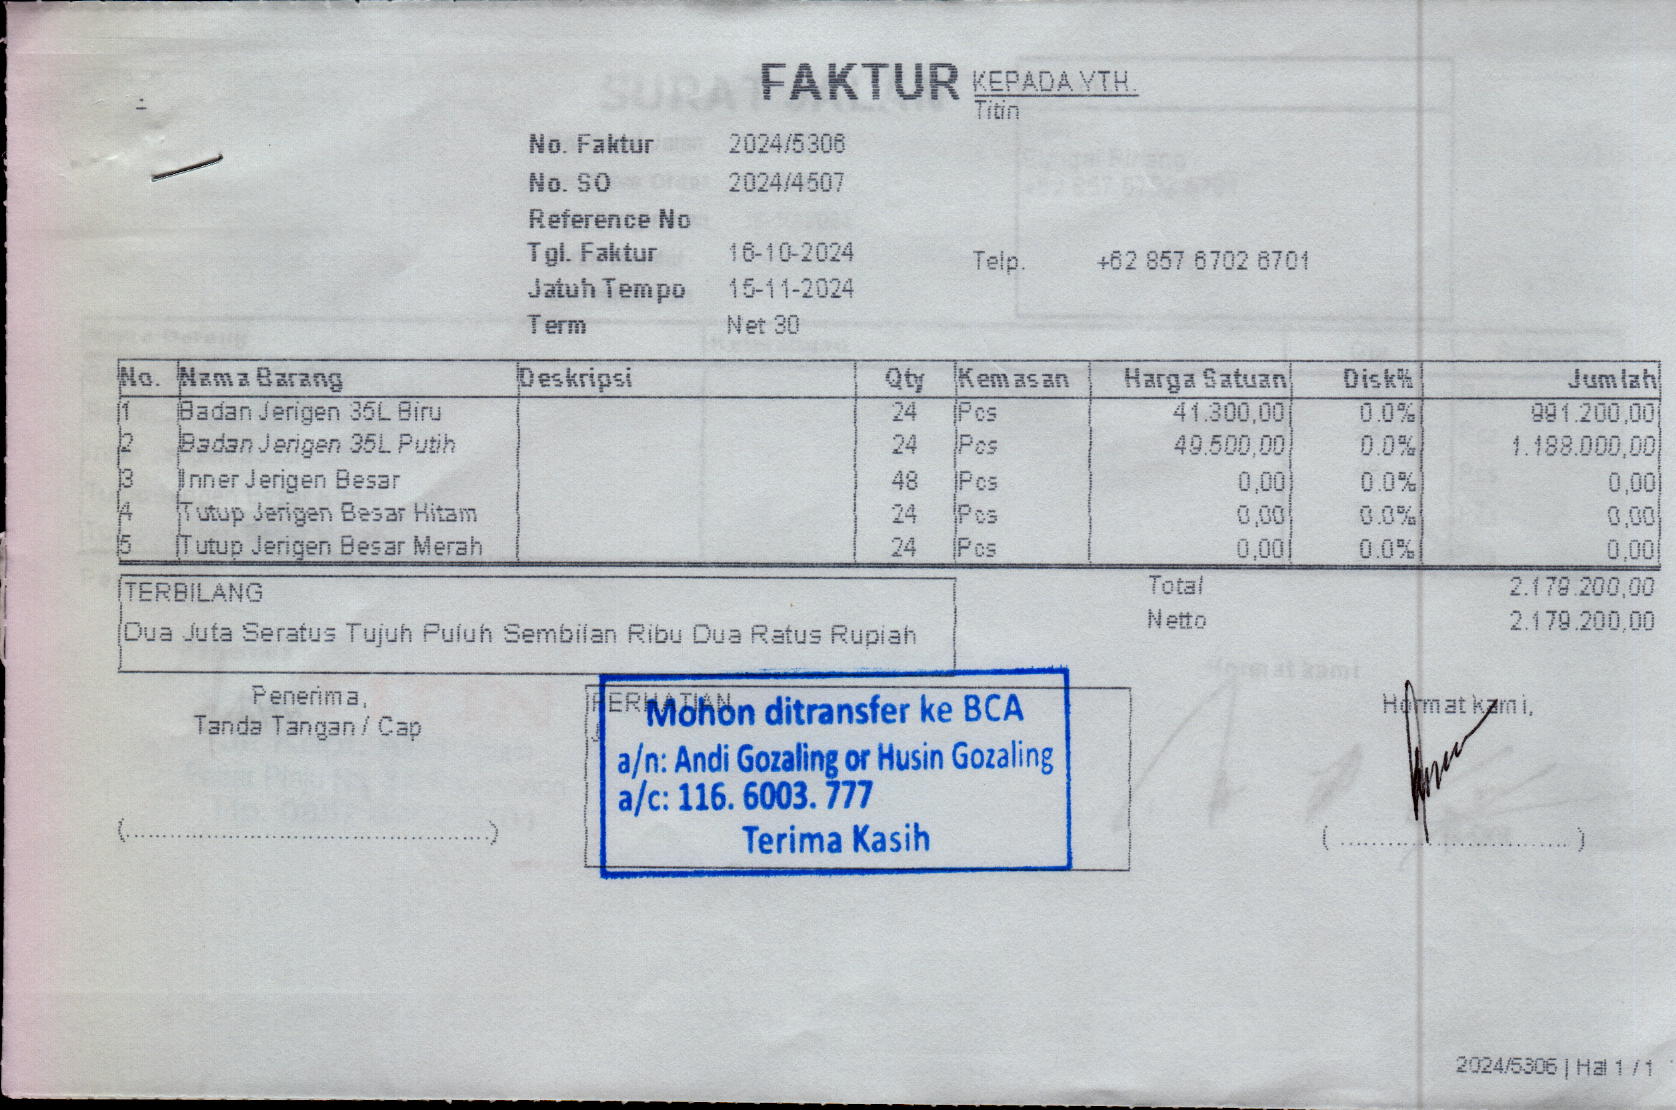 FAKTUR
KEPADA YTH.
Titin
No. Faktur 2024/5306
No. SO 2024/4507
Reference No
Tgl. Faktur 16-10-2024
Telp. +62 857 6702 6701
Jatuh Tempo 15-11-2024
Term Net 30
No. Nama Barang Deskripsi Qty Kemasan Harga Satuan Disk% Jumlah
1 Badan Jerigen 35L Biru 24 Pcs 41.300,00 0.0% 991.200,00
2 Badan Jerigen 35L Putih 24 Pcs 49.500,00 0.0% 1.188.000,00
3 Inner Jerigen Besar 48 Pcs 0,00 0.0% 0,00
4 Tutup Jerigen Besar Hitam 24 Pcs 0,00 0.0% 0,00
5 Tutup Jerigen Besar Merah 24 Pcs 0,00 0.0% 0,00
TERBILANG
Dua Juta Seratus Tujuh Puluh Sembilan Ribu Dua Ratus Rupiah
Total 2.179.200,00
Netto 2.179.200,00
Penerima,
Tanda Tangan / Cap
(................................................)
PERHATIAN
Mohon ditransfer ke BCA
a/n: Andi Gozaling or Husin Gozaling
a/c: 116. 6003. 777
Terima Kasih
Hormat kami,
( .............................. )
2024/5306 | Hal 1 / 1